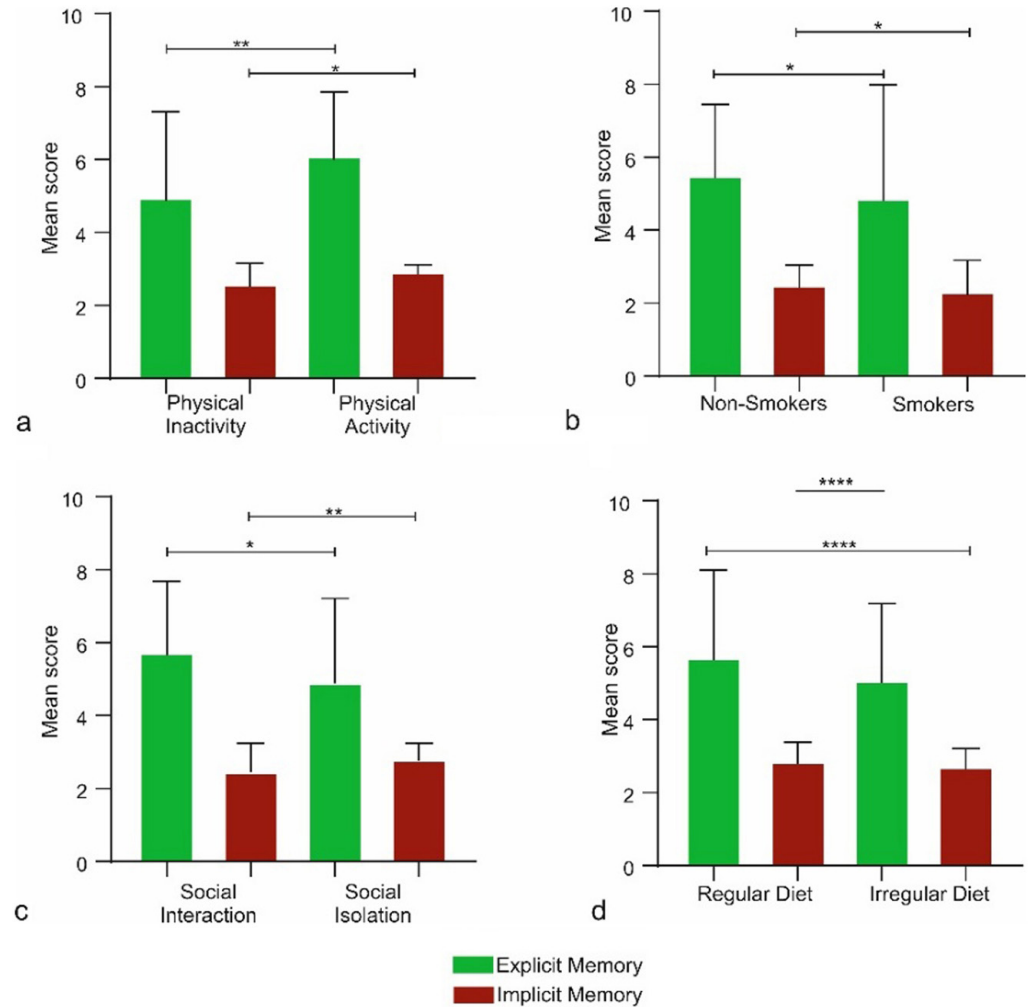 10
8
6
4
2
0
Mean score
**
*
Physical
Inactivity
Physical
Activity
a
10
8
6
4
2
0
Mean score
*
*
Non-Smokers
Smokers
b
10
8
6
4
2
0
Mean score
**
*
Social
Interaction
Social
Isolation
c
10
8
6
4
2
0
Mean score
****
****
Regular Diet
Irregular Diet
d
Explicit Memory
Implicit Memory